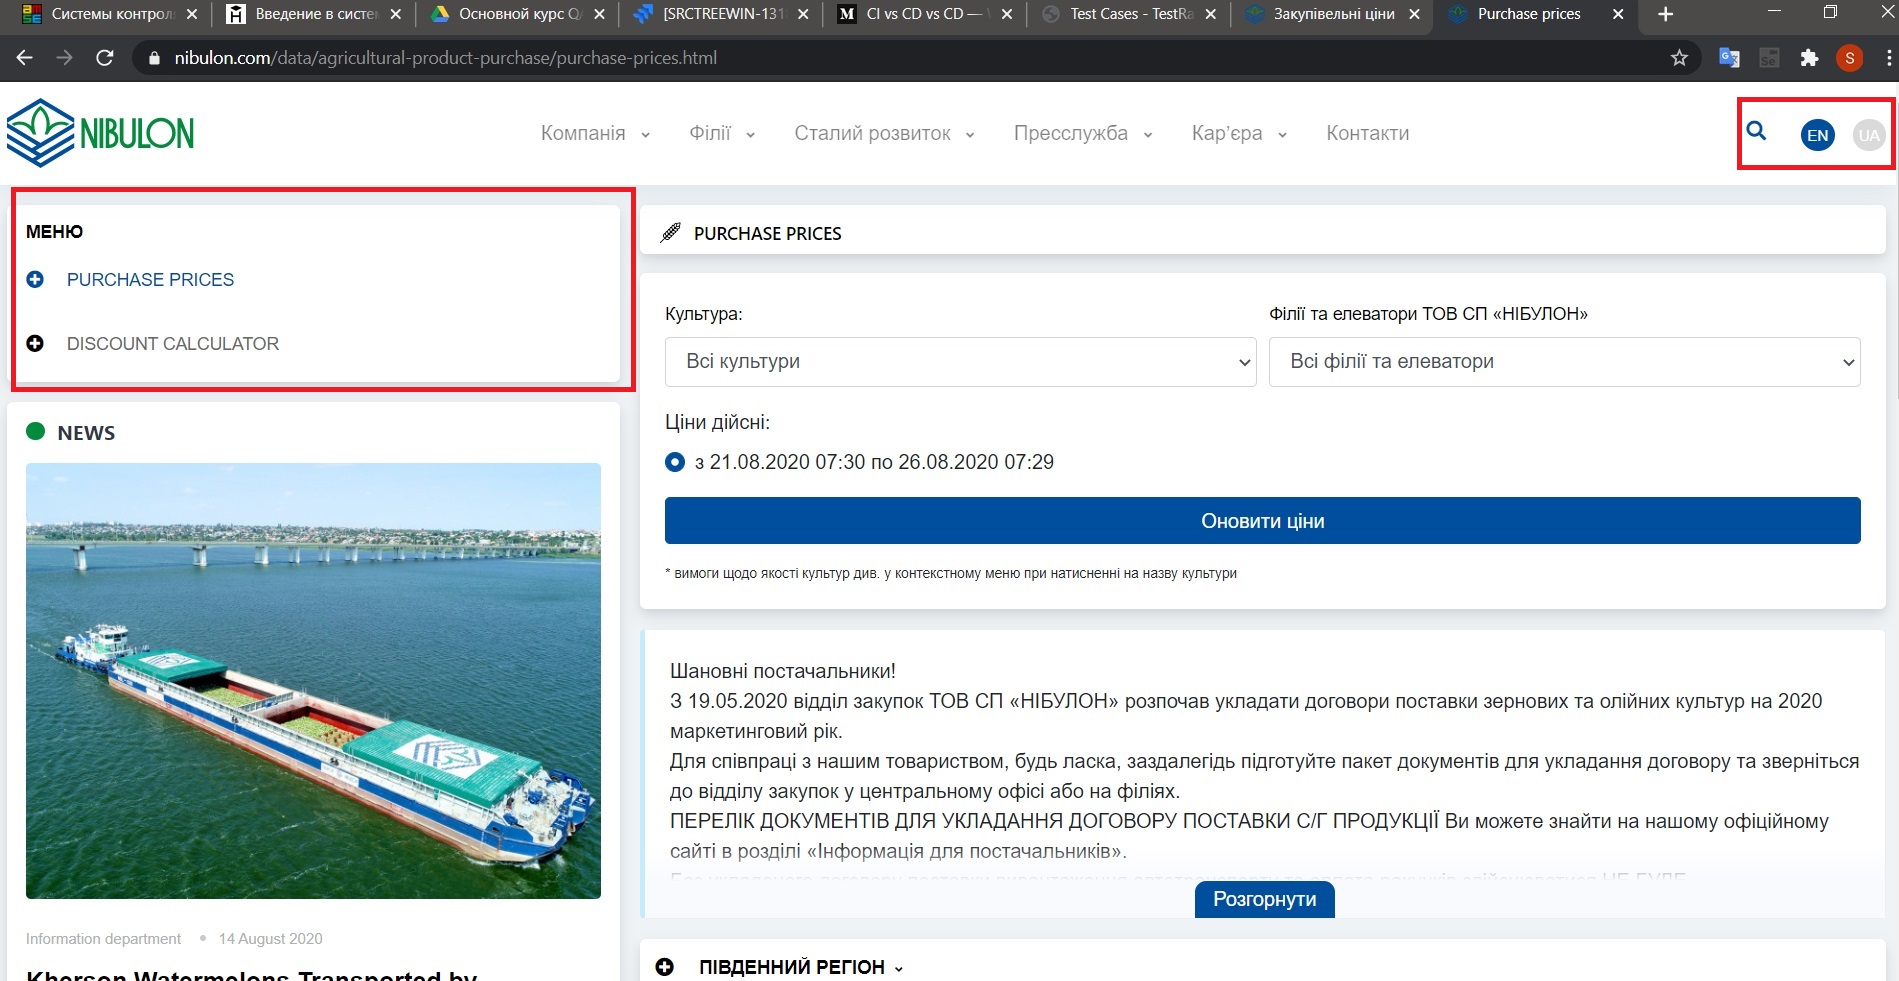 Системы контрол
Введение в систе
Основной курс Q
[SRCTREEWIN-131
CI vs CD vs CD —
Test Cases - TestRa
Закупівельні ціни
Purchase prices
nibulon.com/data/agricultural-product-purchase/purchase-prices.html
S
NIBULON
Компанія
Філії
Сталий розвиток
Пресслужба
Кар’єра
Контакти
EN
UA
МЕНЮ
PURCHASE PRICES
DISCOUNT CALCULATOR
NEWS
Information department • 14 August 2020
Kherson Watermelons Transported by
PURCHASE PRICES
Культура:
Всі культури
Філії та елеватори ТОВ СП «НІБУЛОН»
Всі філії та елеватори
Ціни дійсні:
з 21.08.2020 07:30 по 26.08.2020 07:29
Оновити ціни
* вимоги щодо якості культур див. у контекстному меню при натисненні на назву культури
Шановні постачальники!
З 19.05.2020 відділ закупок ТОВ СП «НІБУЛОН» розпочав укладати договори поставки зернових та олійних культур на 2020
маркетинговий рік.
Для співпраці з нашим товариством, будь ласка, заздалегідь підготуйте пакет документів для укладання договору та зверніться
до відділу закупок у центральному офісі або на філіях.
ПЕРЕЛІК ДОКУМЕНТІВ ДЛЯ УКЛАДАННЯ ДОГОВОРУ ПОСТАВКИ С/Г ПРОДУКЦІЇ Ви можете знайти на нашому офіційному
сайті в розділі «Інформація для постачальників».
Розгорнути
ПІВДЕННИЙ РЕГІОН